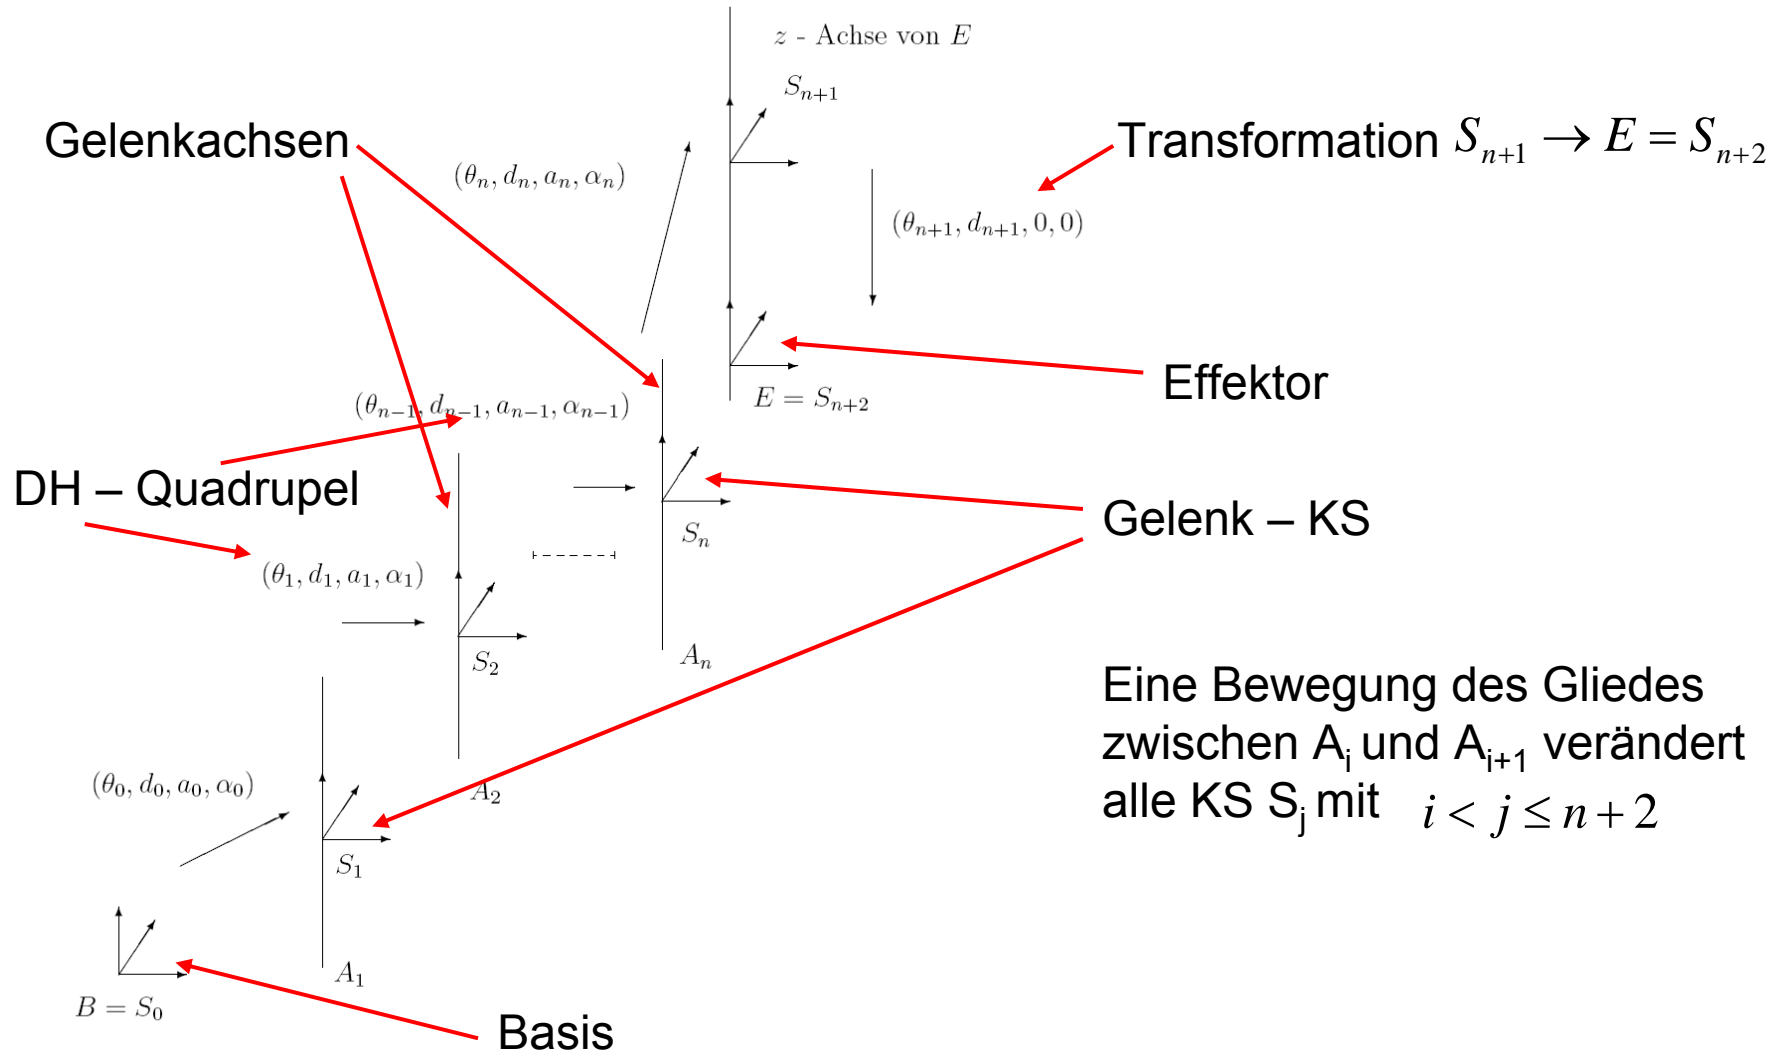 z - Achse von E
S_{n+1}
Gelenkachsen
Transformation S_{n+1} → E = S_{n+2}
(θ_n, d_n, a_n, α_n)
(θ_{n+1}, d_{n+1}, 0, 0)
Effektor
E = S_{n+2}
(θ_{n−1}, d_{n−1}, a_{n−1}, α_{n−1})
DH – Quadrupel
Gelenk – KS
S_n
(θ_1, d_1, a_1, α_1)
S_2
A_n
Eine Bewegung des Gliedes
zwischen A_i und A_{i+1} verändert
alle KS S_j mit i < j ≤ n + 2
(θ_0, d_0, a_0, α_0)
A_2
S_1
A_1
B = S_0
Basis